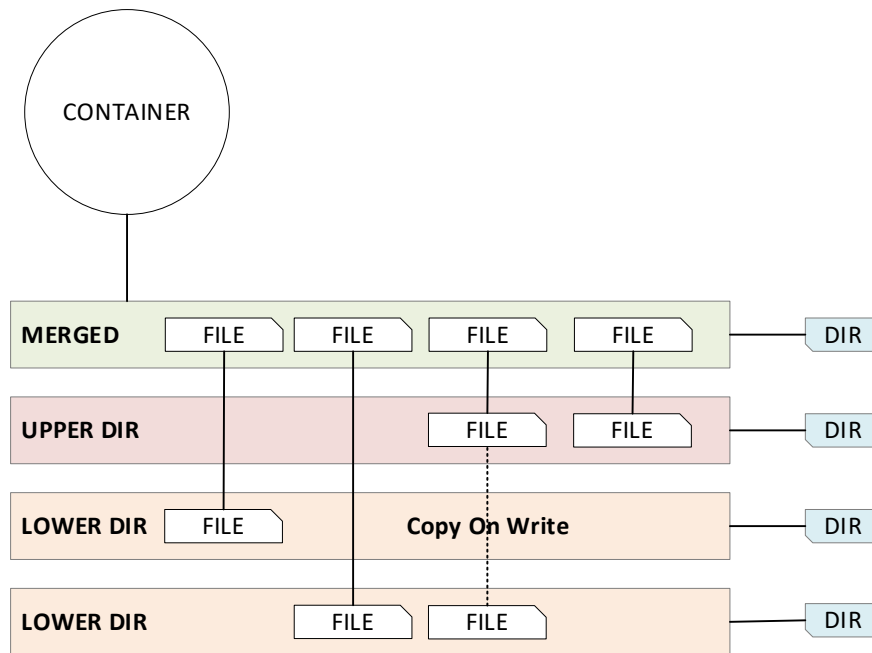 CONTAINER
MERGED FILE FILE FILE FILE DIR
UPPER DIR FILE FILE DIR
LOWER DIR FILE Copy On Write DIR
LOWER DIR FILE FILE DIR